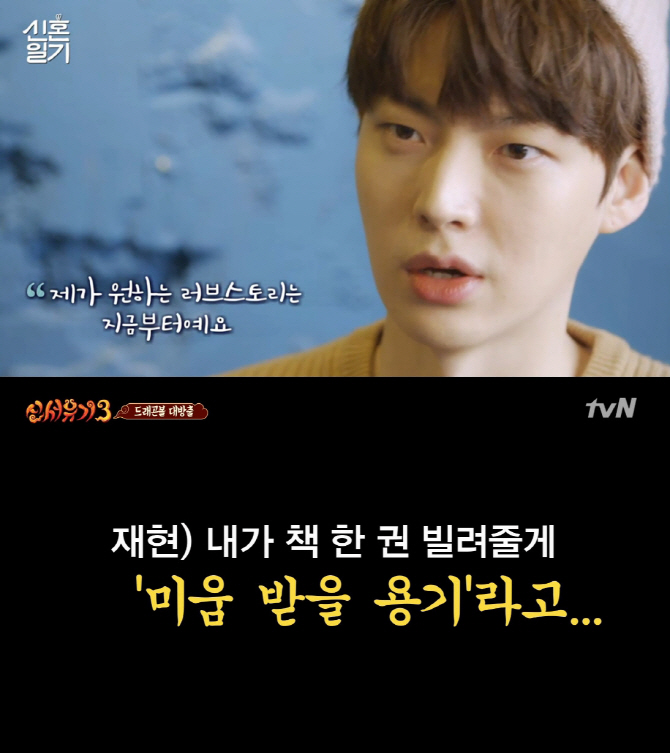 신혼
일기
“제가 원하는 러브스토리는
지금부터예요
신서유기3 드래곤볼 대방출
tvN
재현) 내가 책 한 권 빌려줄게
'미움 받을 용기'라고...